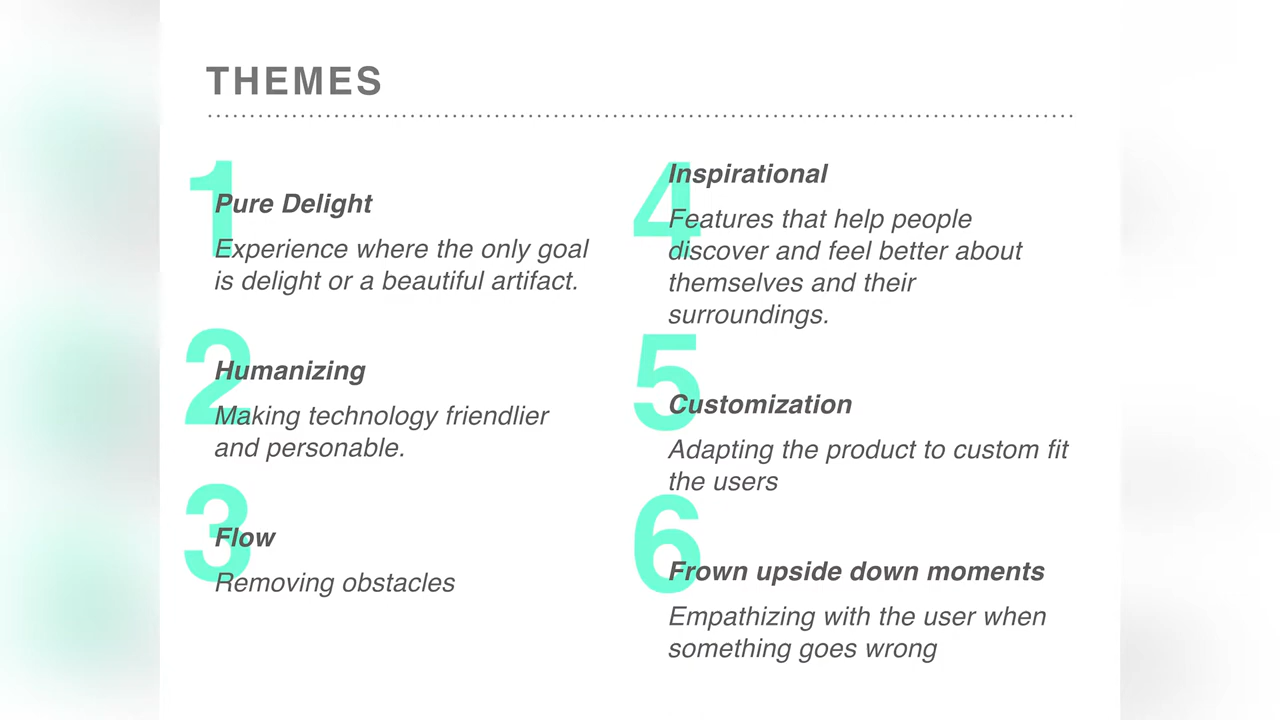 THEMES
1
Pure Delight
Experience where the only goal
is delight or a beautiful artifact.
2
Humanizing
Making technology friendlier
and personable.
3
Flow
Removing obstacles
4
Inspirational
Features that help people
discover and feel better about
themselves and their
surroundings.
5
Customization
Adapting the product to custom fit
the users
6
Frown upside down moments
Empathizing with the user when
something goes wrong